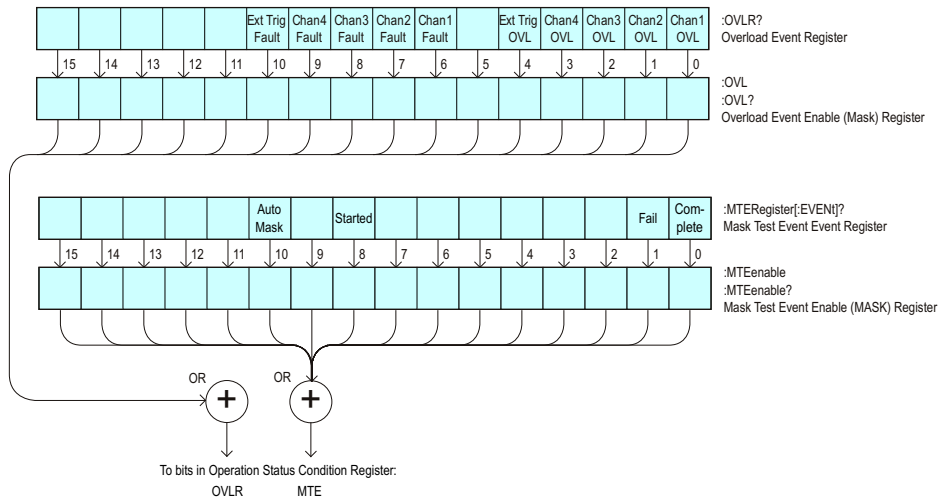 Ext Trig Fault
Chan4 Fault
Chan3 Fault
Chan2 Fault
Chan1 Fault
Ext Trig OVL
Chan4 OVL
Chan3 OVL
Chan2 OVL
Chan1 OVL
:OVLR?
Overload Event Register
15 14 13 12 11 10 9 8 7 6 5 4 3 2 1 0
:OVL
:OVL?
Overload Event Enable (Mask) Register
Auto Mask
Started
Fail
Com-
plete
:MTERegister[:EVENt]?
Mask Test Event Event Register
15 14 13 12 11 10 9 8 7 6 5 4 3 2 1 0
:MTEenable
:MTEenable?
Mask Test Event Enable (MASK) Register
OR
+
OR
+
To bits in Operation Status Condition Register:
OVLR MTE